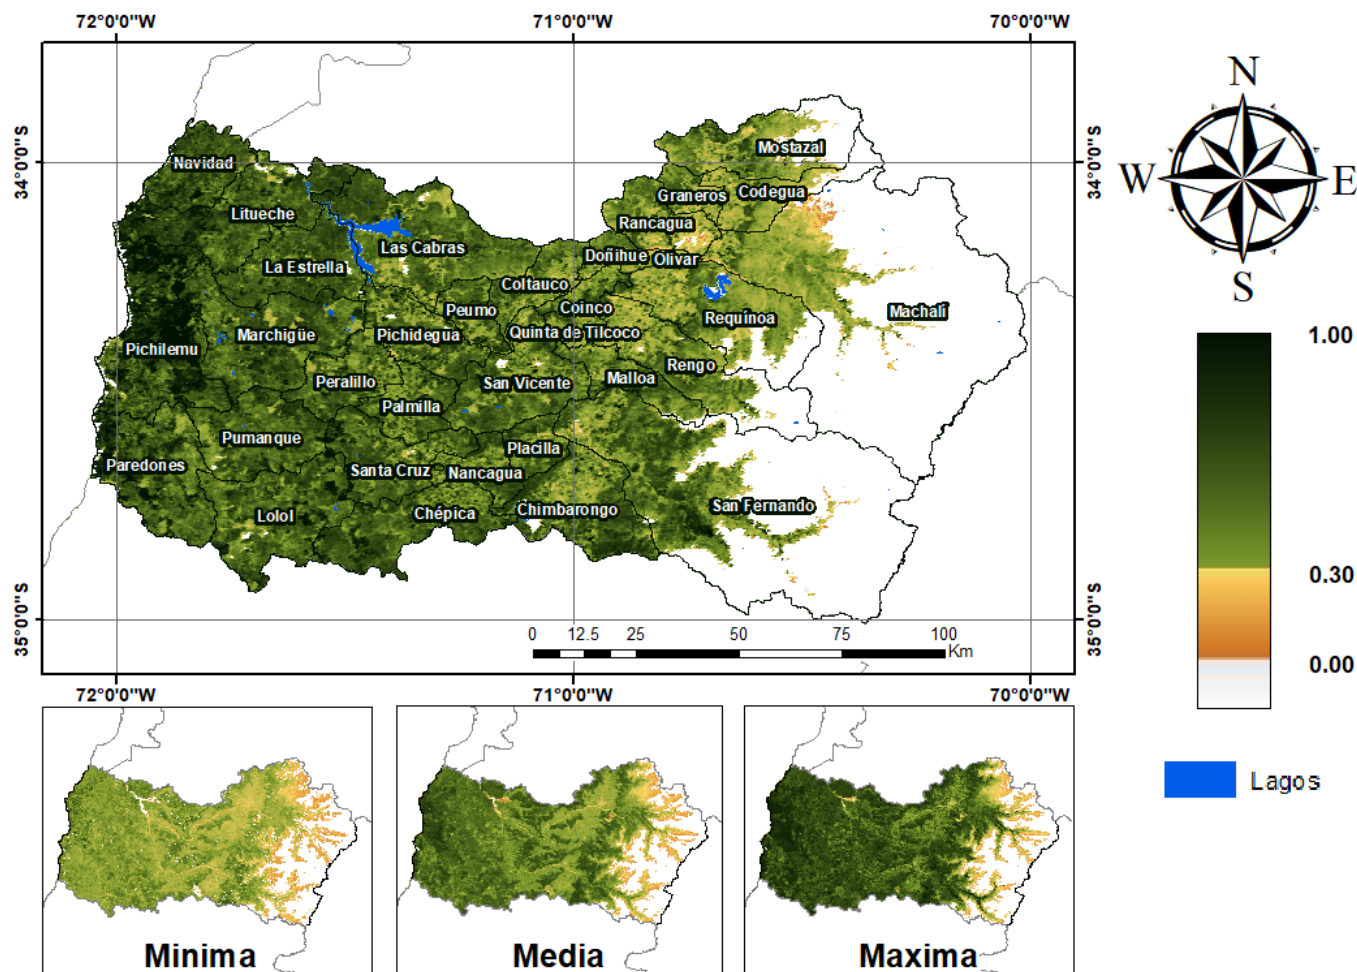 72°0'0"W
71°0'0"W
70°0'0"W
34°0'0"S
34°0'0"S
35°0'0"S
35°0'0"S
N
W
E
S
Navidad
Mostazal
Graneros
Codegua
Litueche
Rancagua
Las Cabras
La Estrella
Doñihue
Olivar
Coltauco
Peumo
Coinco
Requínoa
Machalí
Marchigüe
Pichidegua
Quinta de Tilcoco
Pichilemu
Rengo
Peralillo
San Vicente
Malloa
Palmilla
Pumanque
Placilla
Paredones
Santa Cruz
Nancagua
San Fernando
Lolol
Chépica
Chimbarongo
0 12.5 25 50 75 100
Km
72°0'0"W
71°0'0"W
70°0'0"W
1.00
0.30
0.00
Lagos
Minima
Media
Maxima